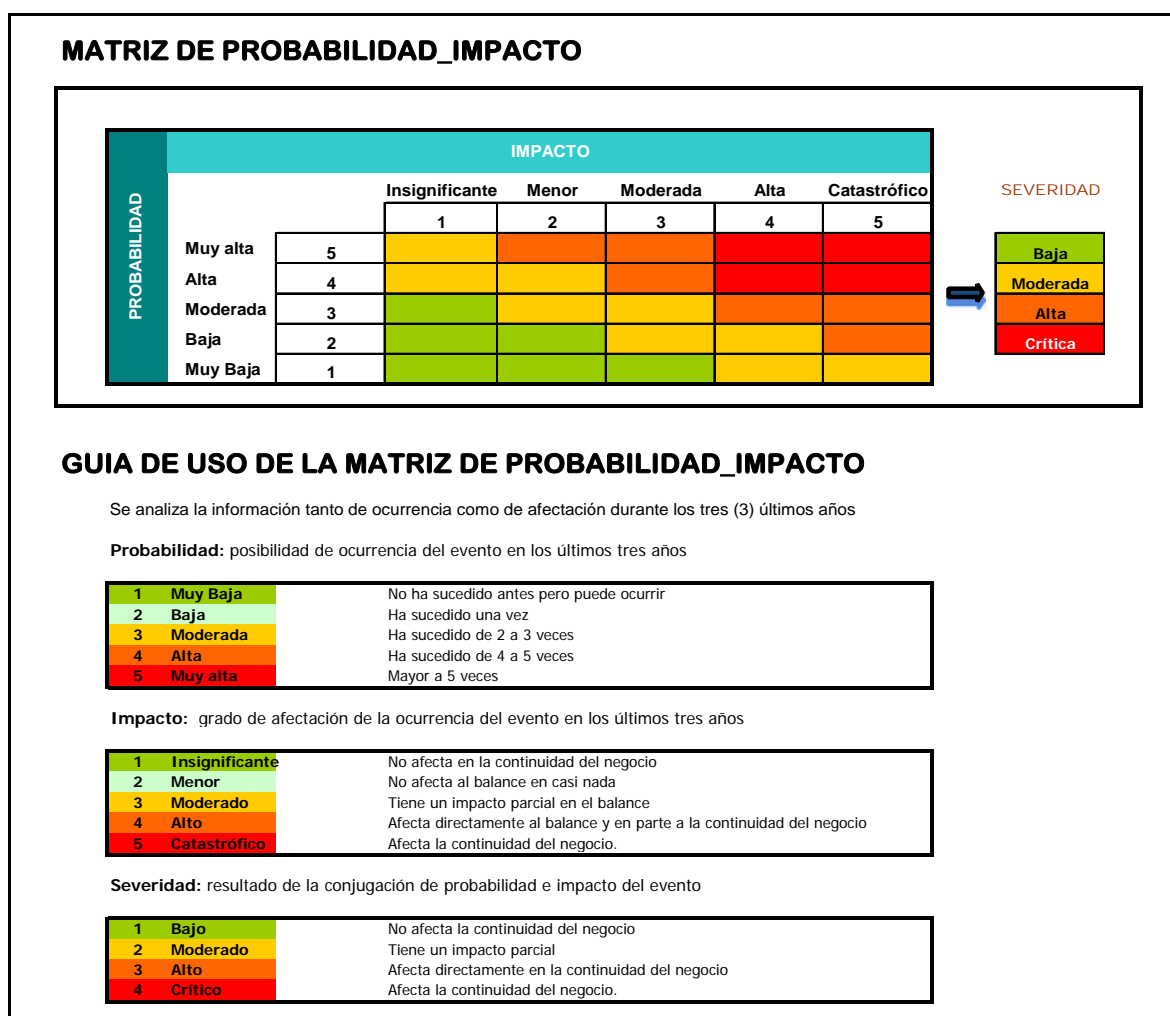 MATRIZ DE PROBABILIDAD_IMPACTO
IMPACTO
PROBABILIDAD
Insignificante Menor Moderada Alta Catastrófico SEVERIDAD
1 2 3 4 5
Muy alta 5 Baja
Alta 4 Moderada
Moderada 3 Alta
Baja 2 Crítica
Muy Baja 1
GUIA DE USO DE LA MATRIZ DE PROBABILIDAD_IMPACTO
Se analiza la información tanto de ocurrencia como de afectación durante los tres (3) últimos años
Probabilidad: posibilidad de ocurrencia del evento en los últimos tres años
1 Muy Baja No ha sucedido antes pero puede ocurrir
2 Baja Ha sucedido una vez
3 Moderada Ha sucedido de 2 a 3 veces
4 Alta Ha sucedido de 4 a 5 veces
5 Muy alta Mayor a 5 veces
Impacto: grado de afectación de la ocurrencia del evento en los últimos tres años
1 Insignificante No afecta en la continuidad del negocio
2 Menor No afecta al balance en casi nada
3 Moderado Tiene un impacto parcial en el balance
4 Alto Afecta directamente al balance y en parte a la continuidad del negocio
5 Catastrófico Afecta la continuidad del negocio.
Severidad: resultado de la conjugación de probabilidad e impacto del evento
1 Bajo No afecta la continuidad del negocio
2 Moderado Tiene un impacto parcial
3 Alto Afecta directamente en la continuidad del negocio
4 Crítico Afecta la continuidad del negocio.